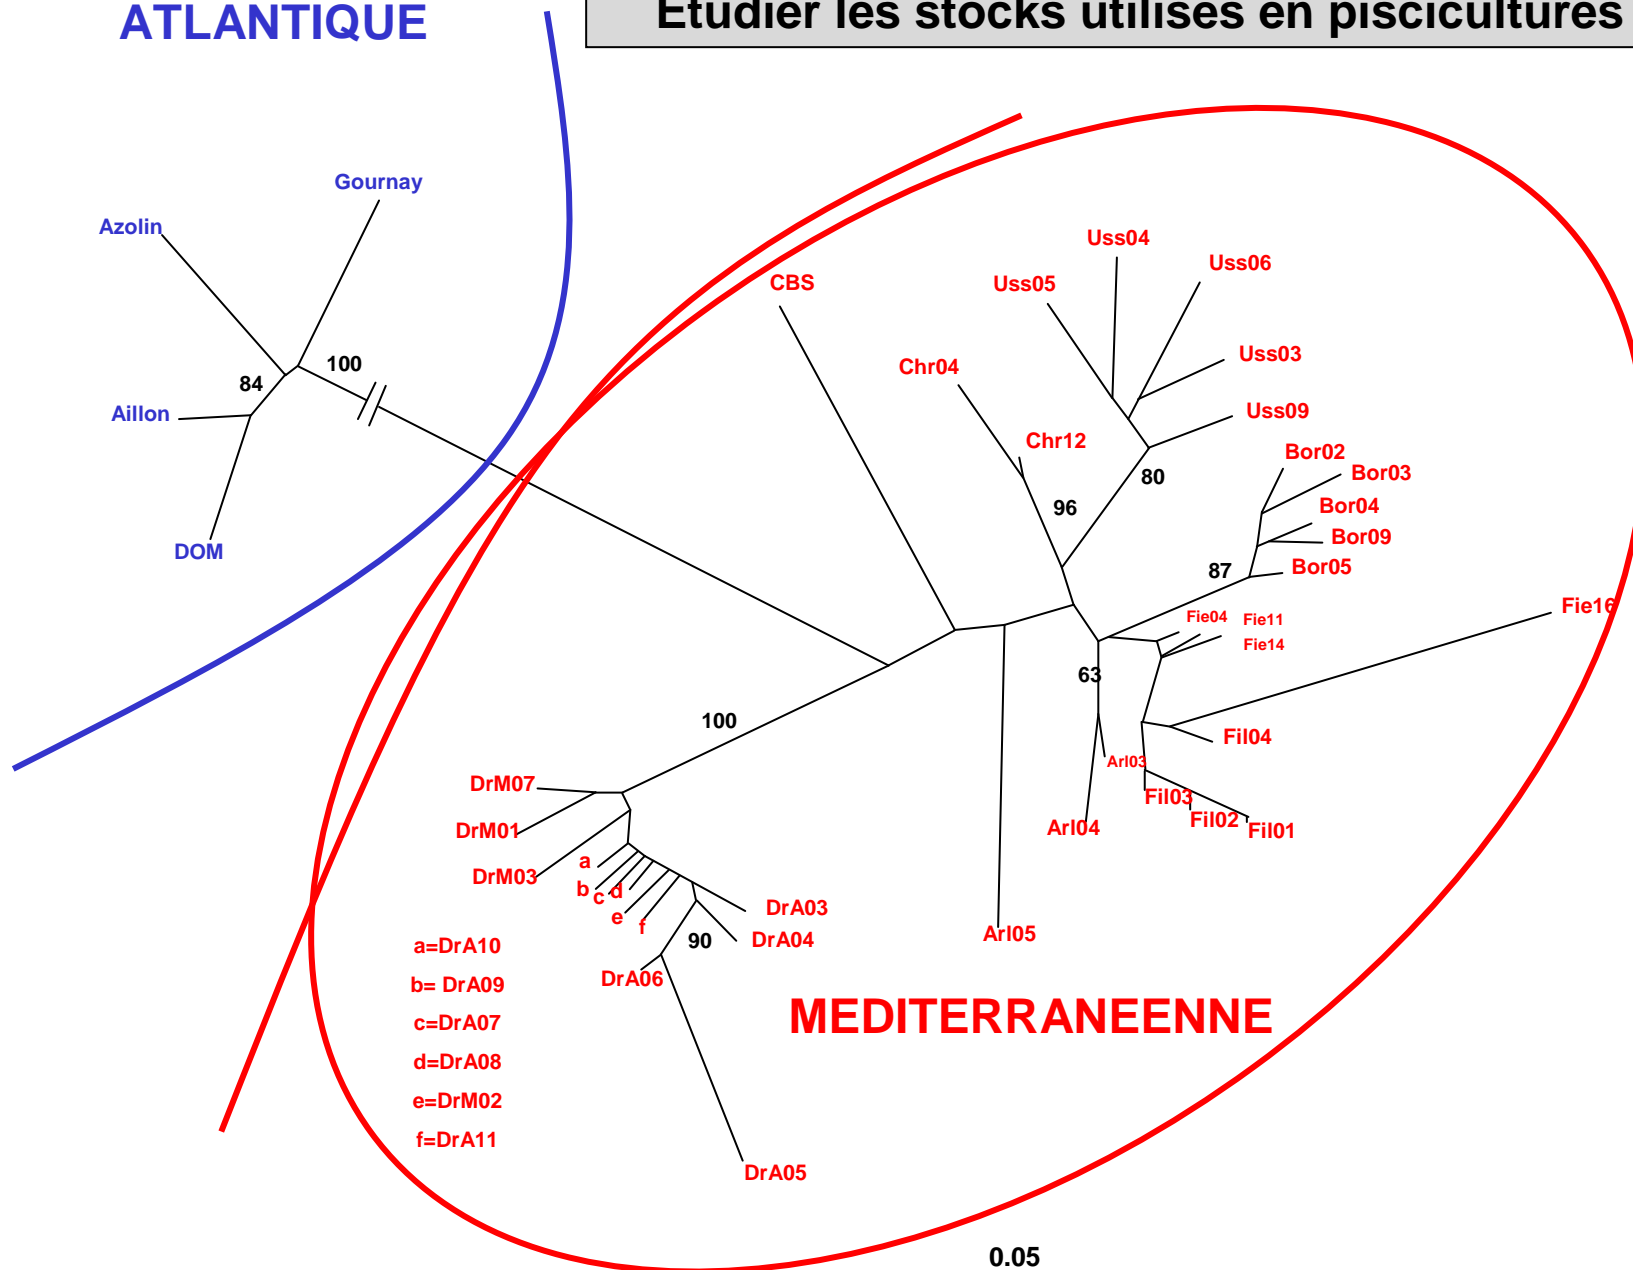 ATLANTIQUE
Etudier les stocks utilisés en piscicultures
Gournay
Azolin
100
84
Aillon
DOM
CBS
Uss04
Uss06
Uss05
Uss03
Chr04
Uss09
Chr12
Bor02
Bor03
80
96
Bor04
Bor09
Bor05
87
Fie16
Fie04
Fie11
Fie14
63
100
Fil04
Arl03
DrM07
Fil03
Fil02
Fil01
DrM01
Arl04
a
DrM03
b
c
d
e
f
DrA03
DrA04
90
Arl05
DrA06
a=DrA10
b= DrA09
c=DrA07
d=DrA08
e=DrM02
f=DrA11
MEDITERRANEENNE
DrA05
0.05